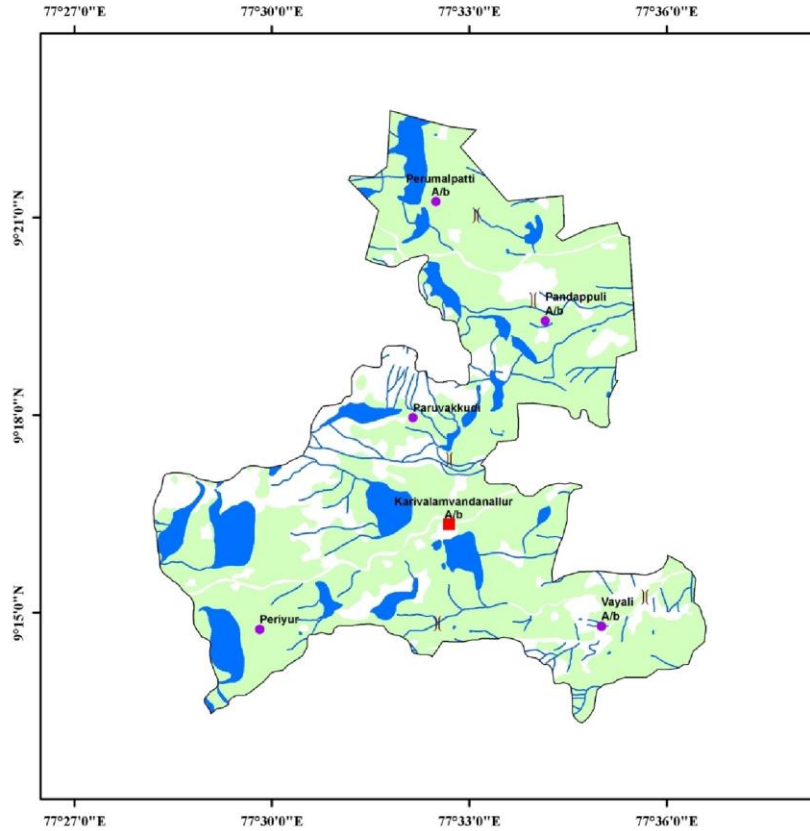 77°27'0"E 77°30'0"E 77°33'0"E 77°36'0"E
9°21'0"N
9°18'0"N
9°15'0"N
Perumalpatti
A/b
Pandappuli
A/b
Paruvakkudi
Karivalamvandanallur
A/b
Vayali
A/b
Periyur
77°27'0"E 77°30'0"E 77°33'0"E 77°36'0"E